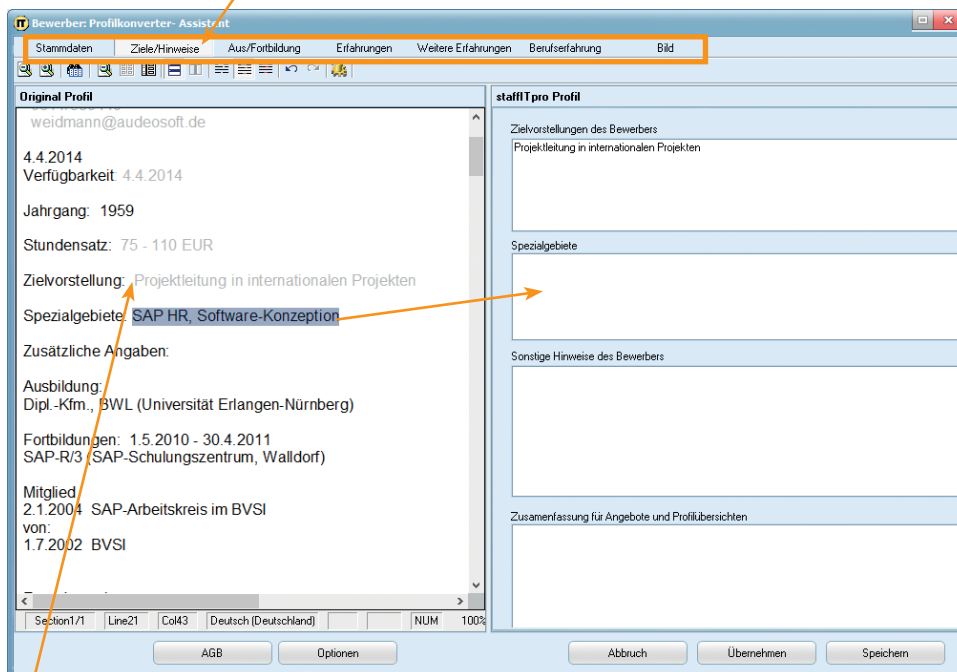 Bewerber: Profilkonverter- Assistent
Stammdaten Ziele/Hinweise Aus/Fortbildung Erfahrungen Weitere Erfahrungen Berufserfahrung Bild
Original Profil
weidmann@audeosoft.de
4.4.2014
Verfügbarkeit 4.4.2014
Jahrgang: 1959
Stundensatz: 75 - 110 EUR
Zielvorstellung: Projektleitung in internationalen Projekten
Spezialgebiete: SAP HR, Software-Konzeption
Zusätzliche Angaben:
Ausbildung:
Dipl.-Kfm., BWL (Universität Erlangen-Nürnberg)
Fortbildungen: 1.5.2010 - 30.4.2011
SAP-R/3 (SAP-Schulungszentrum, Walldorf)
Mitglied
2.1.2004 SAP-Arbeitskreis im BVSI
von:
1.7.2002 BVSI
Section1/1 Line21 Col43 Deutsch (Deutschland) NUM 100%
staffITpro Profil
Zielvorstellungen des Bewerbers
Projektleitung in internationalen Projekten
Spezialgebiete
Sonstige Hinweise des Bewerbers
Zusamenfassung für Angebote und Profilübersichten
AGB Optionen Abbruch Übernehmen Speichern